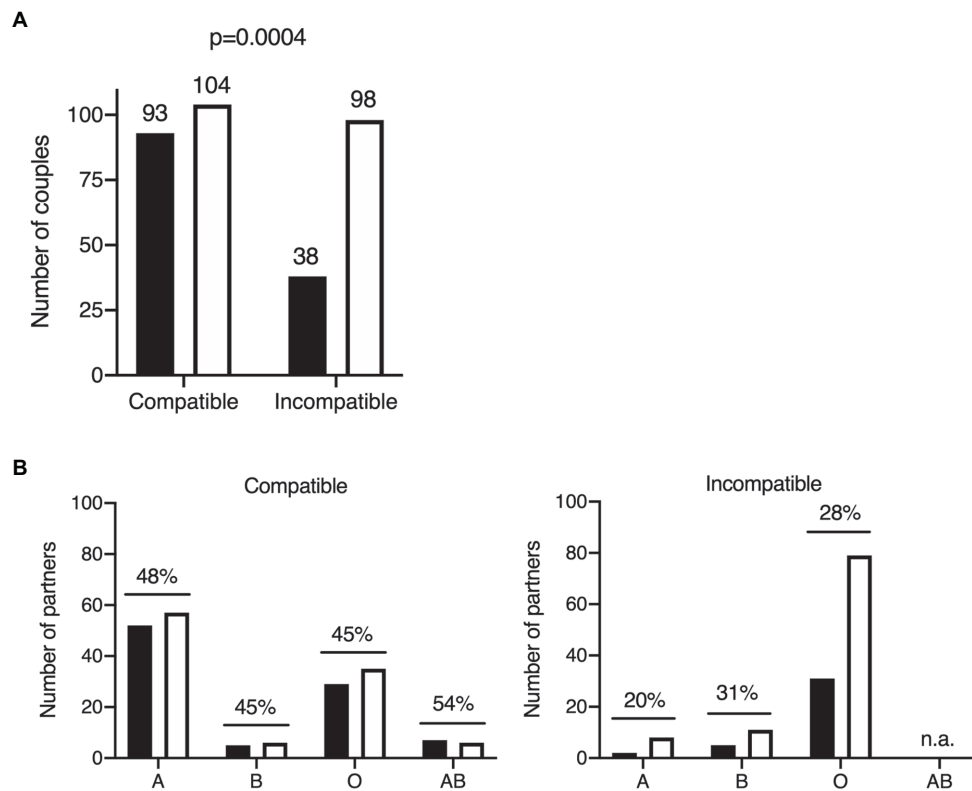 A
p=0.0004
Number of couples
100
75
50
25
0
93
104
38
98
Compatible
Incompatible
B
Compatible
Number of partners
100
80
60
40
20
0
48%
45%
45%
54%
A
B
O
AB
Incompatible
Number of partners
100
80
60
40
20
0
20%
31%
28%
n.a.
A
B
O
AB